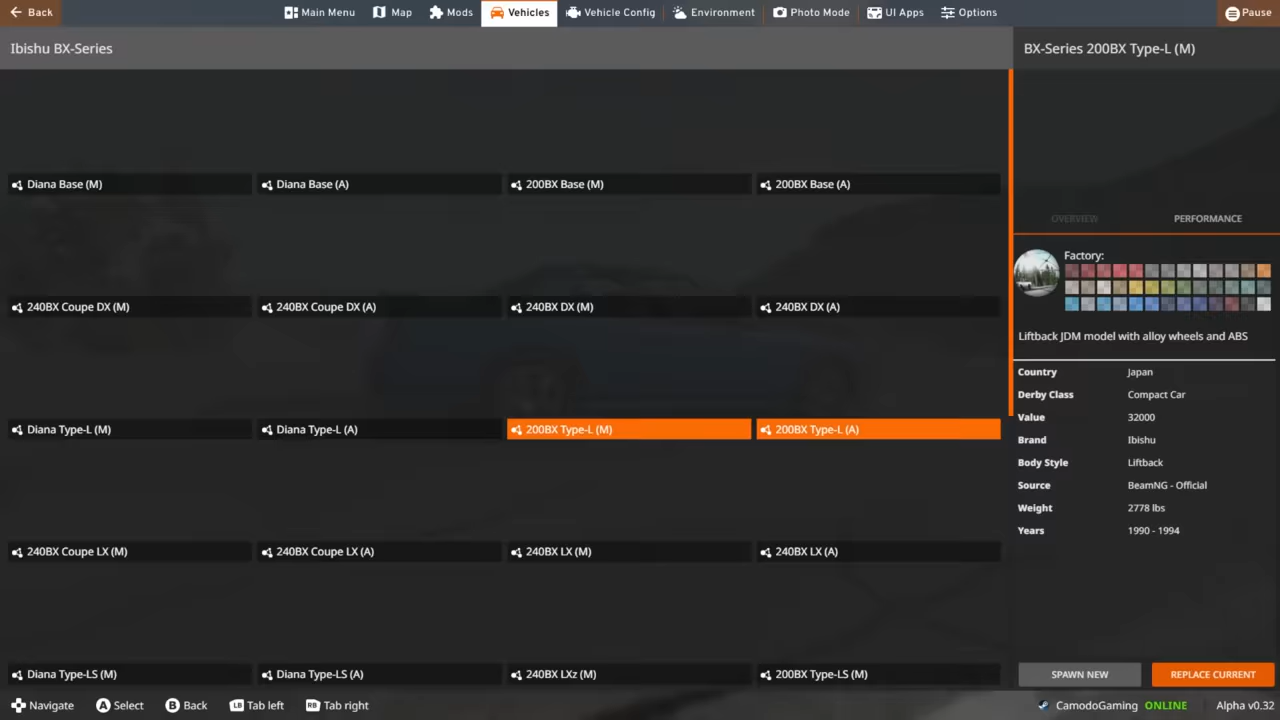 Back
Main Menu
Map
Mods
Vehicles
Vehicle Config
Environment
Photo Mode
UI Apps
Options
Pause
Ibishu BX-Series
Diana Base (M)
Diana Base (A)
200BX Base (M)
200BX Base (A)
240BX Coupe DX (M)
240BX Coupe DX (A)
240BX DX (M)
240BX DX (A)
Diana Type-L (M)
Diana Type-L (A)
200BX Type-L (M)
200BX Type-L (A)
240BX Coupe LX (M)
240BX Coupe LX (A)
240BX LX (M)
240BX LX (A)
Diana Type-LS (M)
Diana Type-LS (A)
240BX LXz (M)
200BX Type-LS (M)
BX-Series 200BX Type-L (M)
OVERVIEW
PERFORMANCE
Factory:
Liftback JDM model with alloy wheels and ABS
Country Japan
Derby Class Compact Car
Value 32000
Brand Ibishu
Body Style Liftback
Source BeamNG - Official
Weight 2778 lbs
Years 1990 - 1994
SPAWN NEW
REPLACE CURRENT
Navigate
A Select
B Back
LB Tab left
RB Tab right
CamodoGaming ONLINE
Alpha v0.32